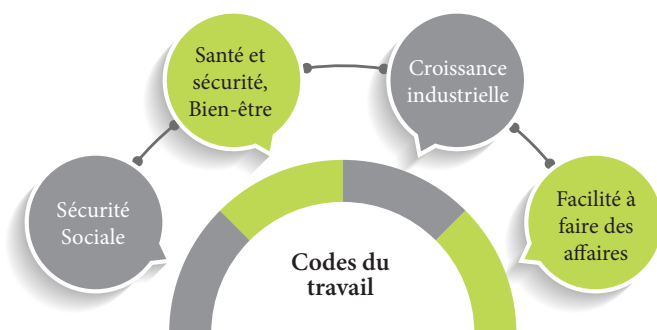 Santé et
sécurité,
Bien-être
Croissance
industrielle
Sécurité
Sociale
Facilité à
faire des
affaires
Codes du
travail